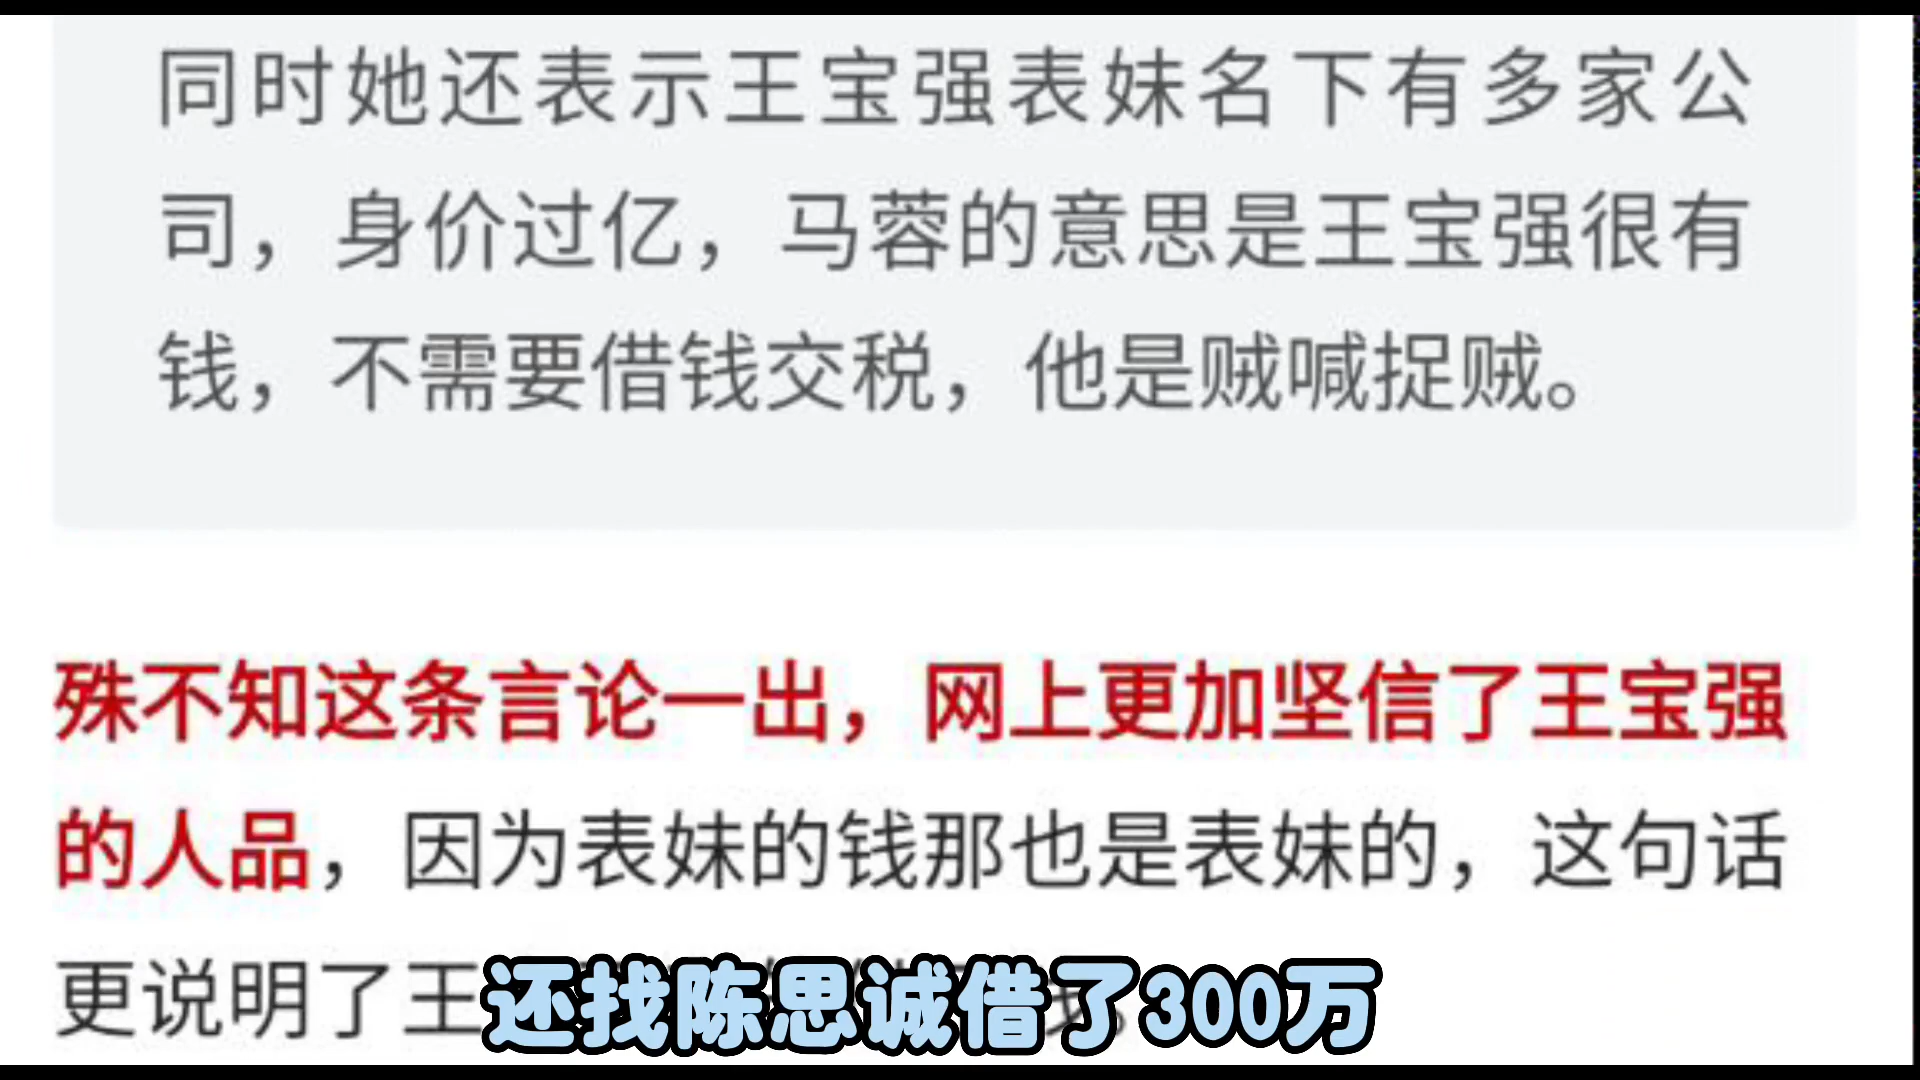 同时她还表示王宝强表妹名下有多家公
司，身价过亿，马蓉的意思是王宝强很有
钱，不需要借钱交税，他是贼喊捉贼。
殊不知这条言论一出，网上更加坚信了王宝强
的人品，因为表妹的钱那也是表妹的，这句话
更说明了王
还找陈思诚借了300万